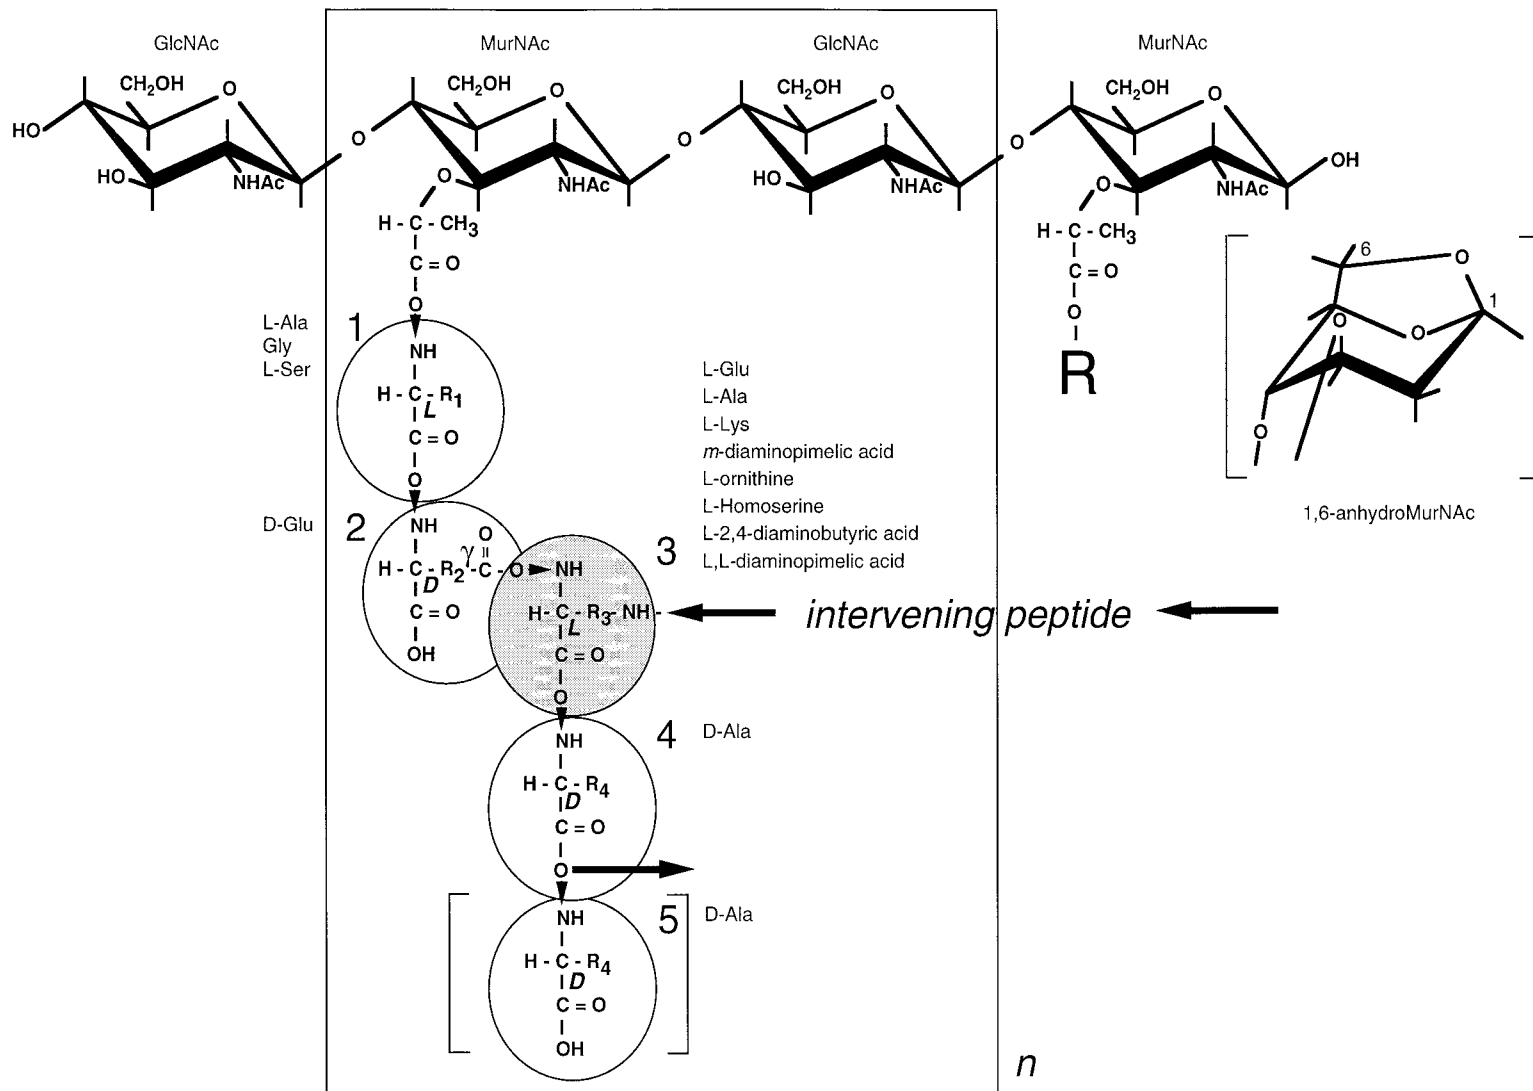 GlcNAc
MurNAc
GlcNAc
MurNAc
CH2OH
O
CH2OH
O
CH2OH
O
CH2OH
O
HO
O
O
O
OH
HO
NHAc
O
NHAc
HO
NHAc
O
NHAc
H - C - CH3
C = O
O
H - C - CH3
C = O
O
R
L-Ala
Gly
L-Ser
1
NH
H - C - R1
L
C = O
O
D-Glu
2
NH
O
γ
H - C - R2 - C - O
D
C = O
OH
L-Glu
L-Ala
L-Lys
m-diaminopimelic acid
L-ornithine
L-Homoserine
L-2,4-diaminobutyric acid
L,L-diaminopimelic acid
3
NH
H - C - R3 - NH -
L
C = O
O
intervening peptide
4
D-Ala
NH
H - C - R4
D
C = O
O
5
D-Ala
NH
H - C - R4
D
C = O
OH
n
6
O
1
O
O
O
1,6-anhydroMurNAc